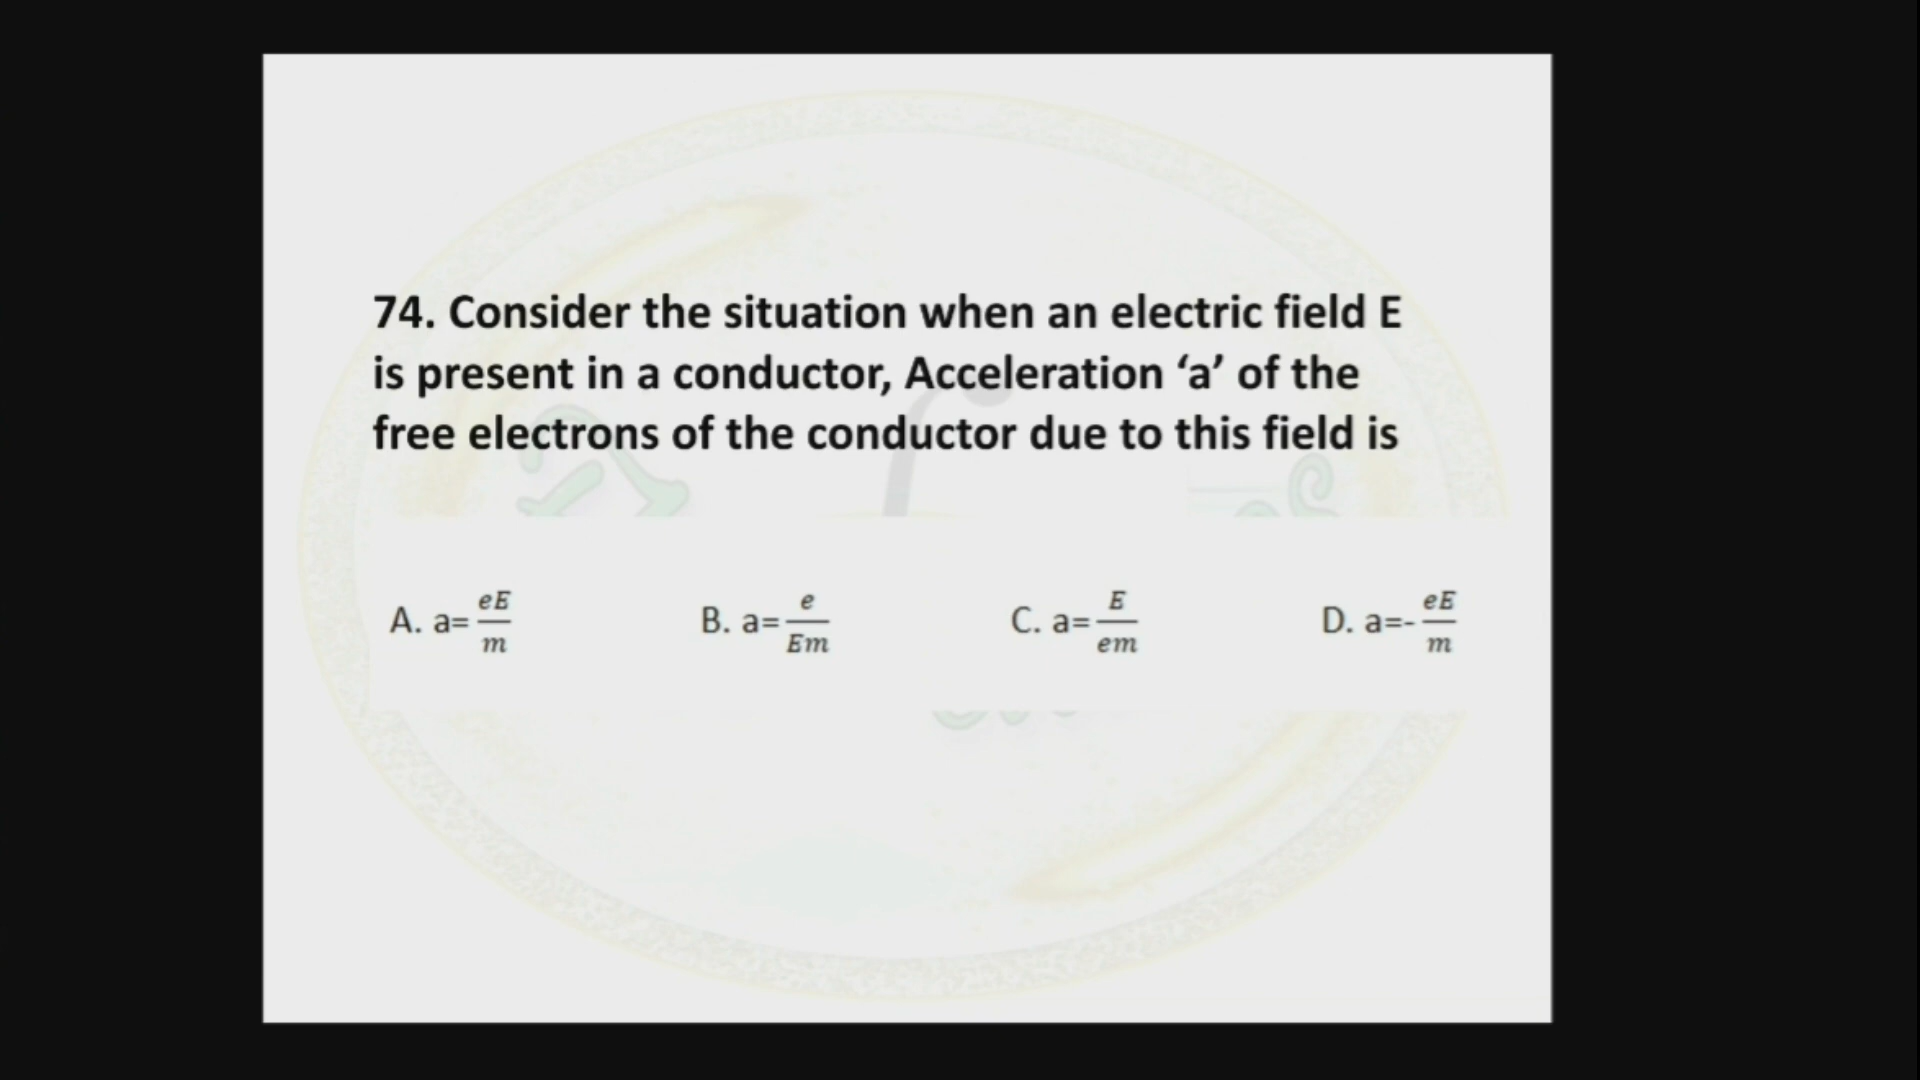 74. Consider the situation when an electric field E
is present in a conductor, Acceleration ‘a’ of the
free electrons of the conductor due to this field is
A. a= eE/m B. a= e/Em C. a= E/em D. a=- eE/m